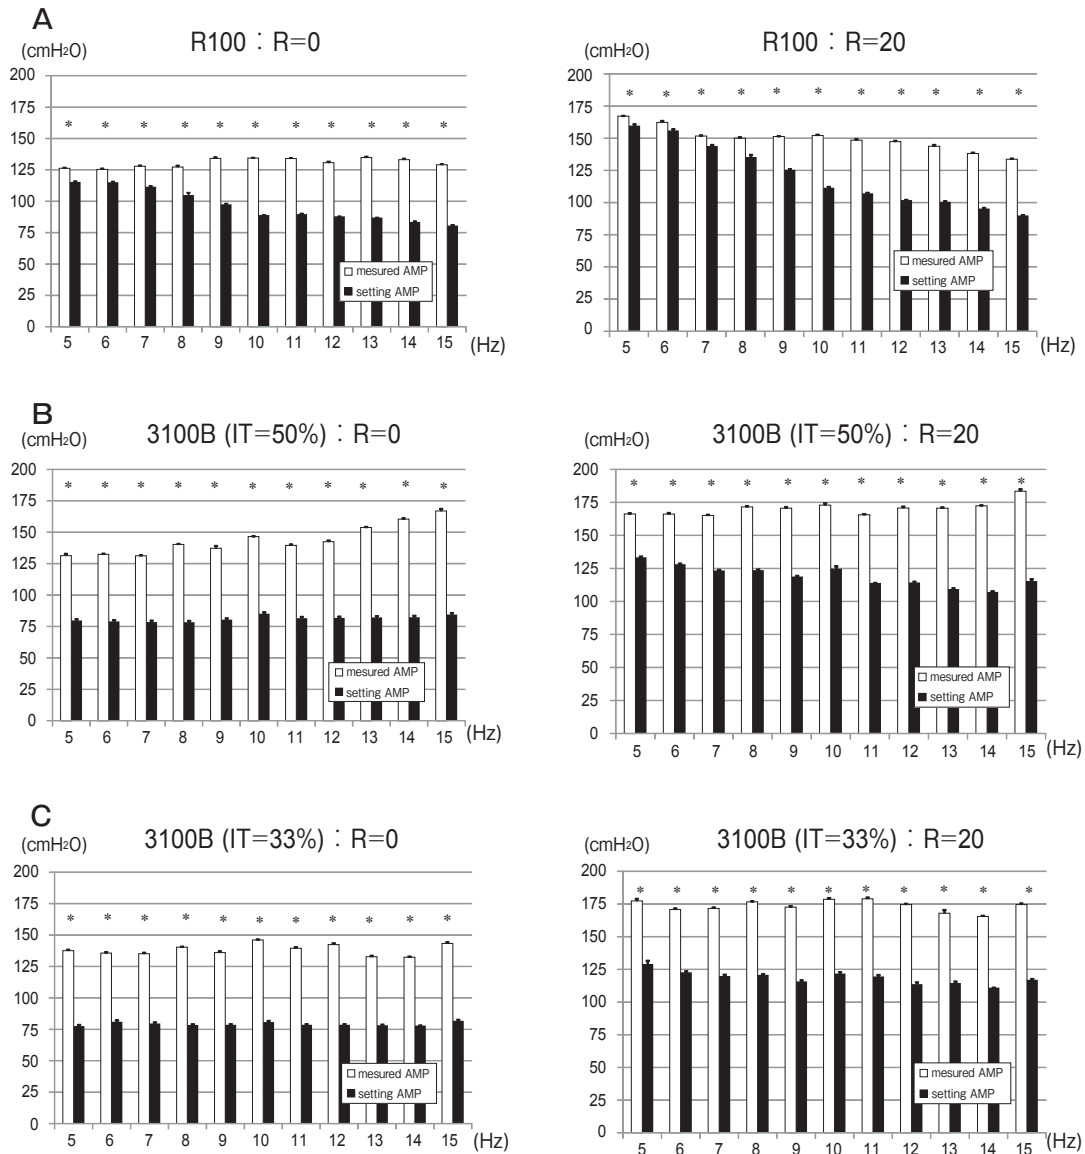 A
(cmH2O)
R100：R=0
200
175
150
125
100
75
50
25
0
* * * * * * * * * * *
mesured AMP
setting AMP
5 6 7 8 9 10 11 12 13 14 15 (Hz)
(cmH2O)
R100：R=20
200
175
150
125
100
75
50
25
0
* * * * * * * * * * *
mesured AMP
setting AMP
5 6 7 8 9 10 11 12 13 14 15 (Hz)
B
(cmH2O)
3100B (IT=50%)：R=0
200
175
150
125
100
75
50
25
0
* * * * * * * * * * *
mesured AMP
setting AMP
5 6 7 8 9 10 11 12 13 14 15 (Hz)
(cmH2O)
3100B (IT=50%)：R=20
200
175
150
125
100
75
50
25
0
* * * * * * * * * * *
mesured AMP
setting AMP
5 6 7 8 9 10 11 12 13 14 15 (Hz)
C
(cmH2O)
3100B (IT=33%)：R=0
200
175
150
125
100
75
50
25
0
* * * * * * * * * * *
mesured AMP
setting AMP
5 6 7 8 9 10 11 12 13 14 15 (Hz)
(cmH2O)
3100B (IT=33%)：R=20
200
175
150
125
100
75
50
25
0
* * * * * * * * * * *
mesured AMP
setting AMP
5 6 7 8 9 10 11 12 13 14 15 (Hz)